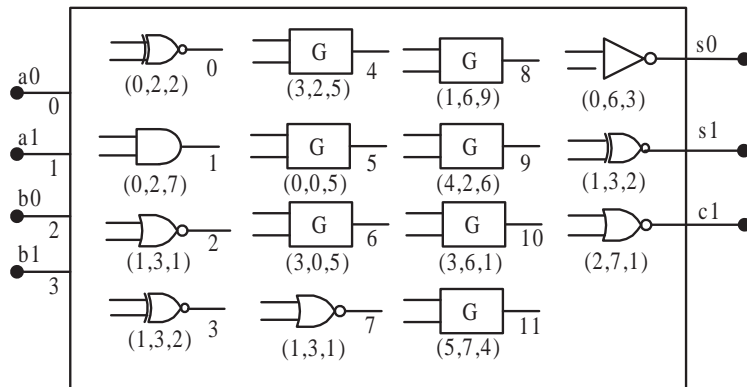 G G G s0
a0 0 4 8
0 (0,2,2) (3,2,5) (1,6,9) (0,6,3)
a1 G G s1
1 1 5 9
(0,2,7) (0,0,5) (4,2,6) (1,3,2)
b0 G G c1
2 2 6 10
(1,3,1) (3,0,5) (3,6,1) (2,7,1)
b1
3 G
3 7 11
(1,3,2) (1,3,1) (5,7,4)